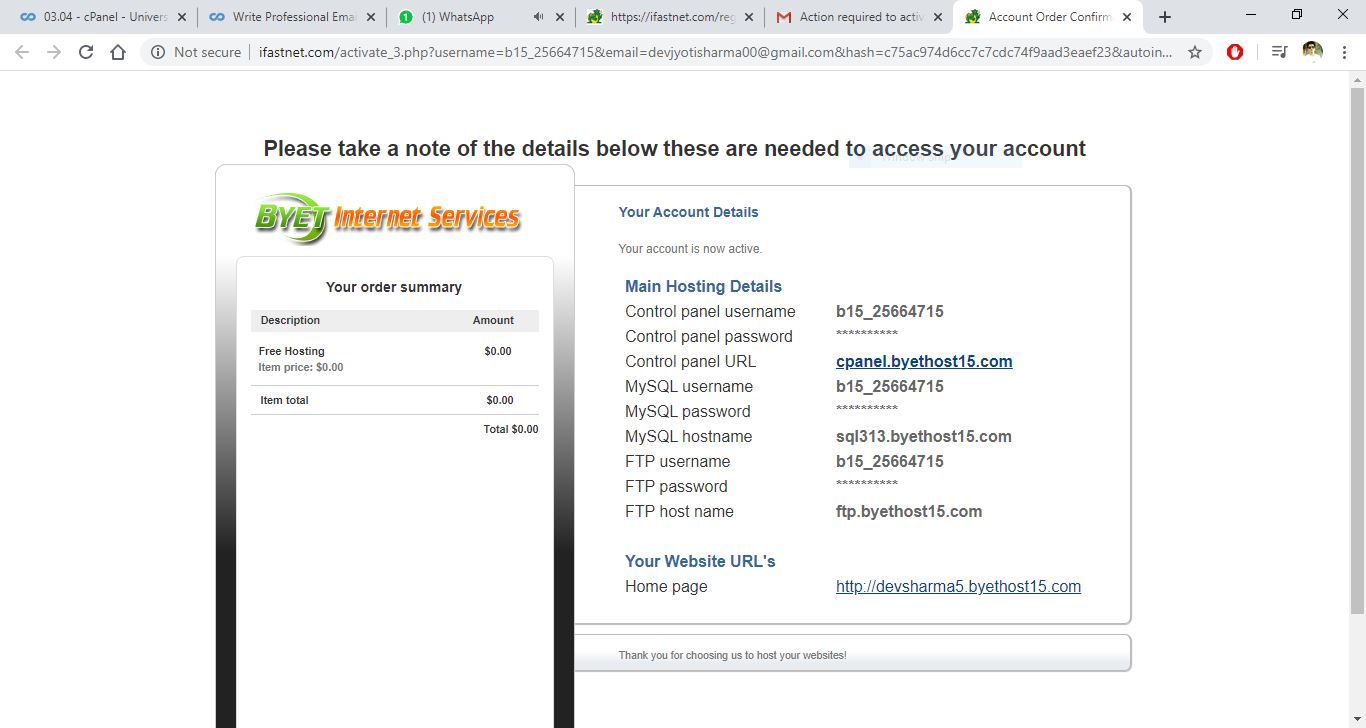 03.04 - cPanel - Univers
Write Professional Emai
(1) WhatsApp
https://ifastnet.com/reg
Action required to activ
Account Order Confirm
Not secure
ifastnet.com/activate_3.php?username=b15_25664715&email=devjyotisharma00@gmail.com&hash=c75ac974d6cc7c7cdc74f9aad3eaef23&autoin...
Please take a note of the details below these are needed to access your account
BYET Internet Services
Your order summary
Description Amount
Free Hosting $0.00
Item price: $0.00
Item total $0.00
Total $0.00
Your Account Details
Your account is now active.
Main Hosting Details
Control panel username b15_25664715
Control panel password **********
Control panel URL cpanel.byethost15.com
MySQL username b15_25664715
MySQL password **********
MySQL hostname sql313.byethost15.com
FTP username b15_25664715
FTP password **********
FTP host name ftp.byethost15.com
Your Website URL's
Home page http://devsharma5.byethost15.com
Thank you for choosing us to host your websites!